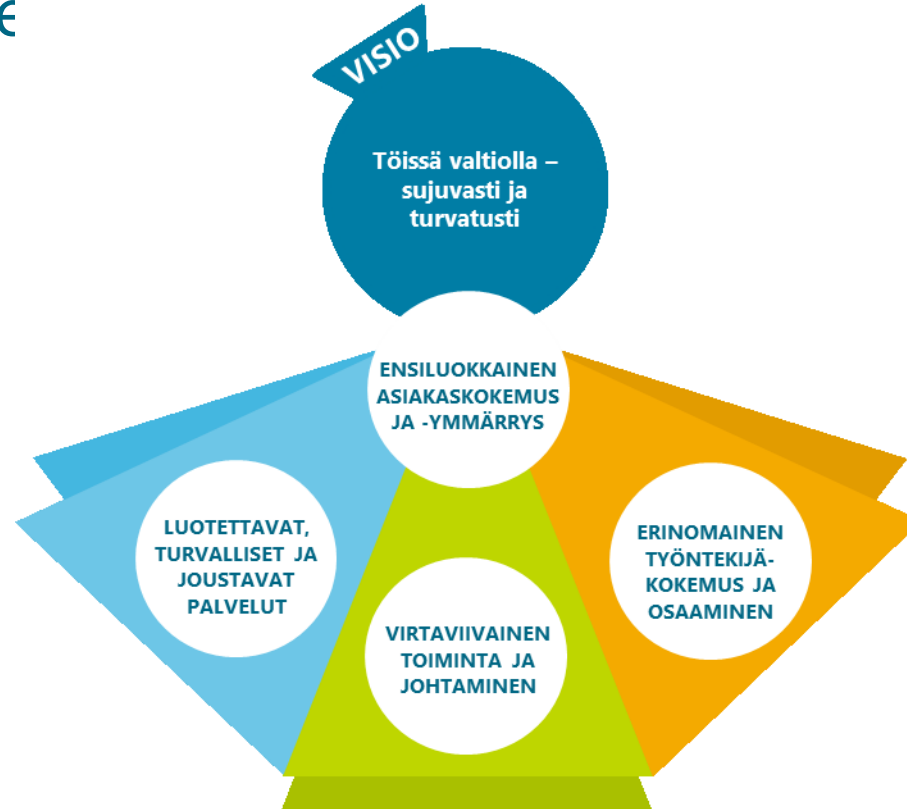 VISIO
Töissä valtiolla –
sujuvasti ja
turvatusti
ENSILUOKKAINEN
ASIAKASKOKEMUS
JA -YMMÄRRYS
LUOTETTAVAT,
TURVALLISET JA
JOUSTAVAT
PALVELUT
VIRTAVIIVAINEN
TOIMINTA JA
JOHTAMINEN
ERINOMAINEN
TYÖNTEKIJÄ-
KOKEMUS JA
OSAAMINEN